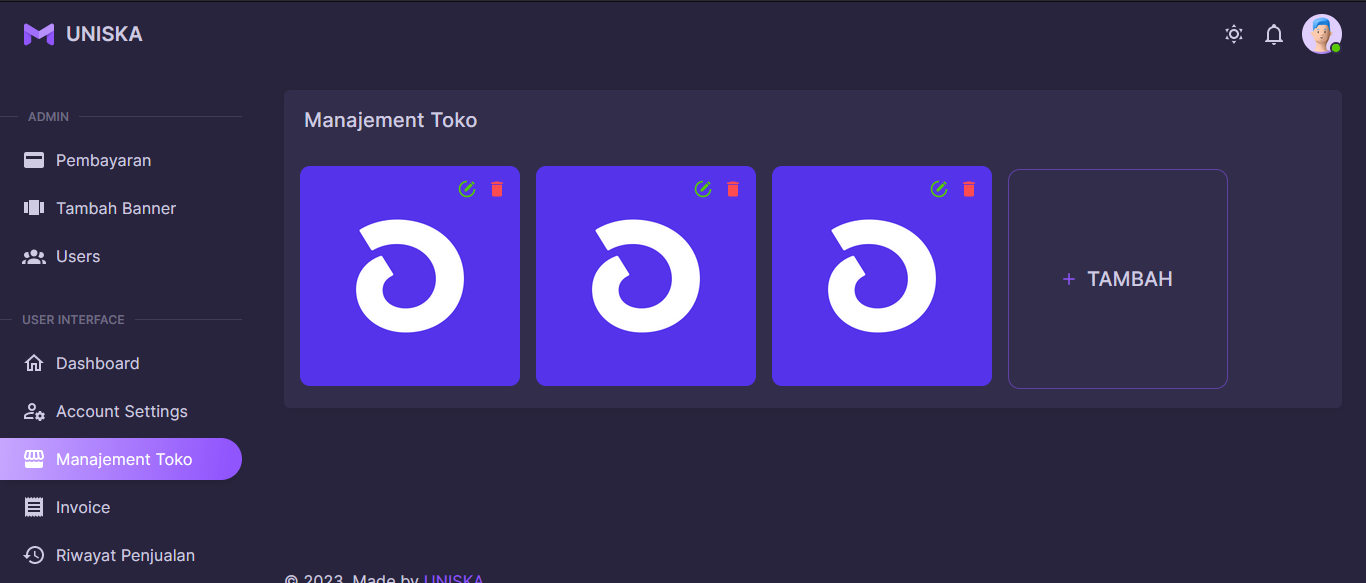 UNISKA
ADMIN
Pembayaran
Tambah Banner
Users
USER INTERFACE
Dashboard
Account Settings
Manajement Toko
Invoice
Riwayat Penjualan
Manajement Toko
+ TAMBAH
© 2023, Made by UNISKA